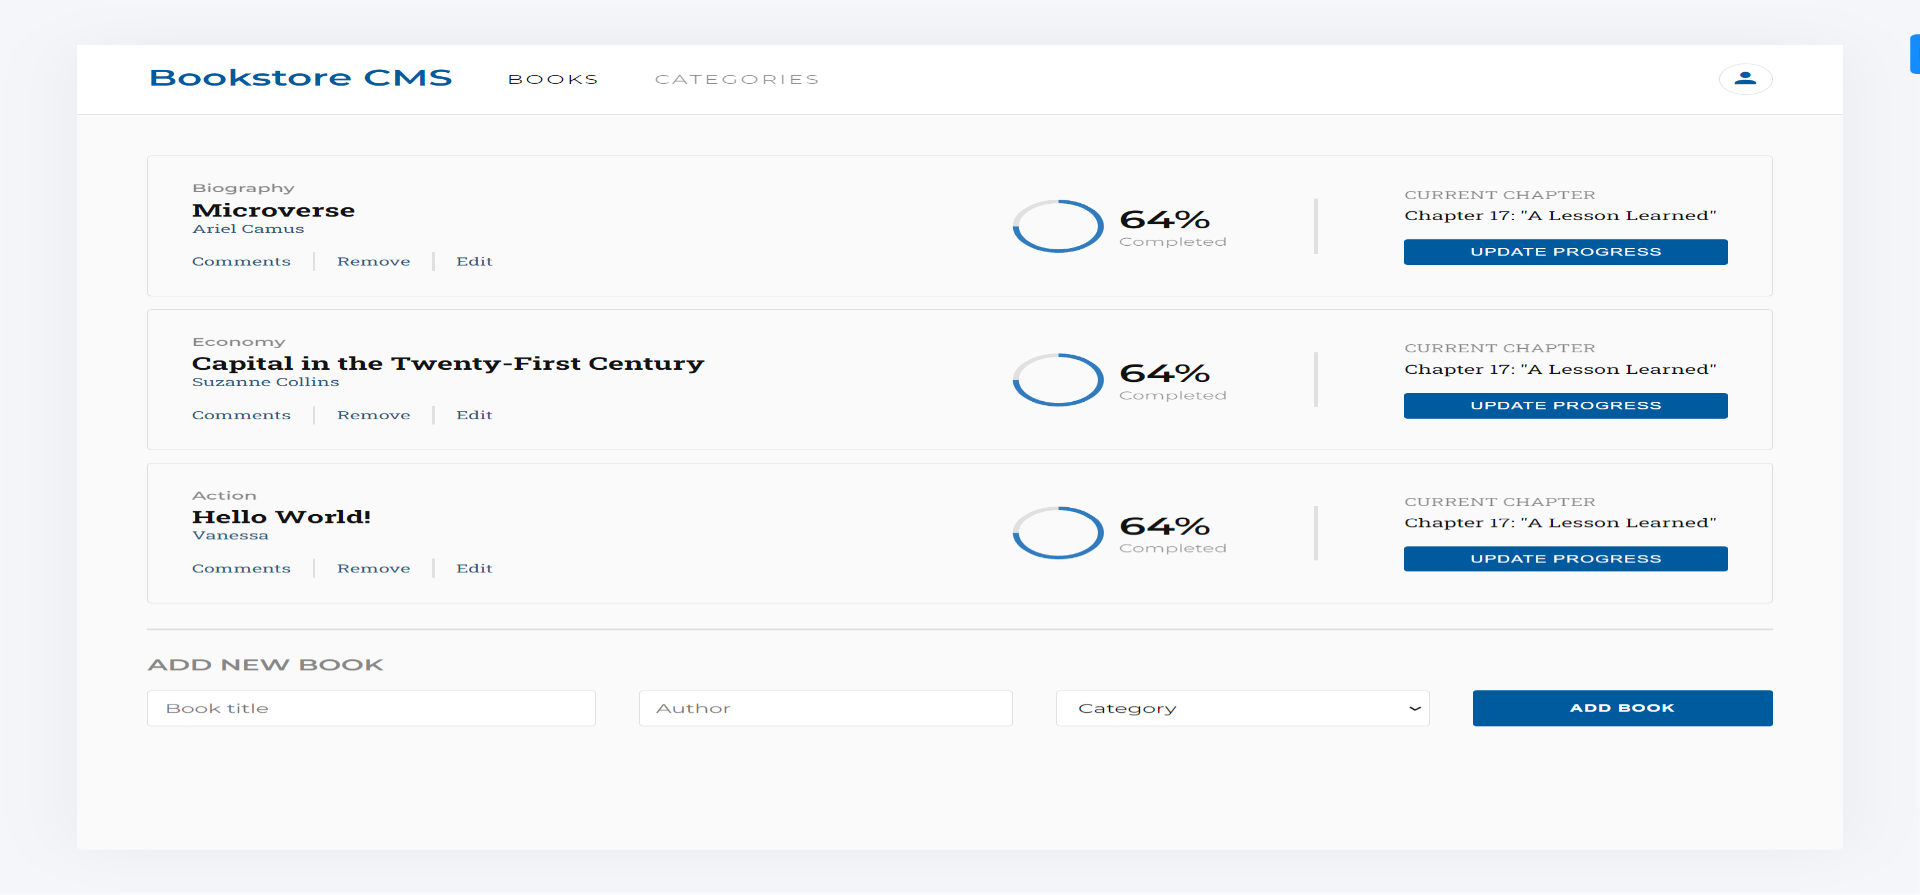 Bookstore CMS BOOKS CATEGORIES
Biography
Microverse
Ariel Camus
Comments Remove Edit
64%
Completed
CURRENT CHAPTER
Chapter 17: "A Lesson Learned"
UPDATE PROGRESS
Economy
Capital in the Twenty-First Century
Suzanne Collins
Comments Remove Edit
64%
Completed
CURRENT CHAPTER
Chapter 17: "A Lesson Learned"
UPDATE PROGRESS
Action
Hello World!
Vanessa
Comments Remove Edit
64%
Completed
CURRENT CHAPTER
Chapter 17: "A Lesson Learned"
UPDATE PROGRESS
ADD NEW BOOK
Book title Author Category ADD BOOK